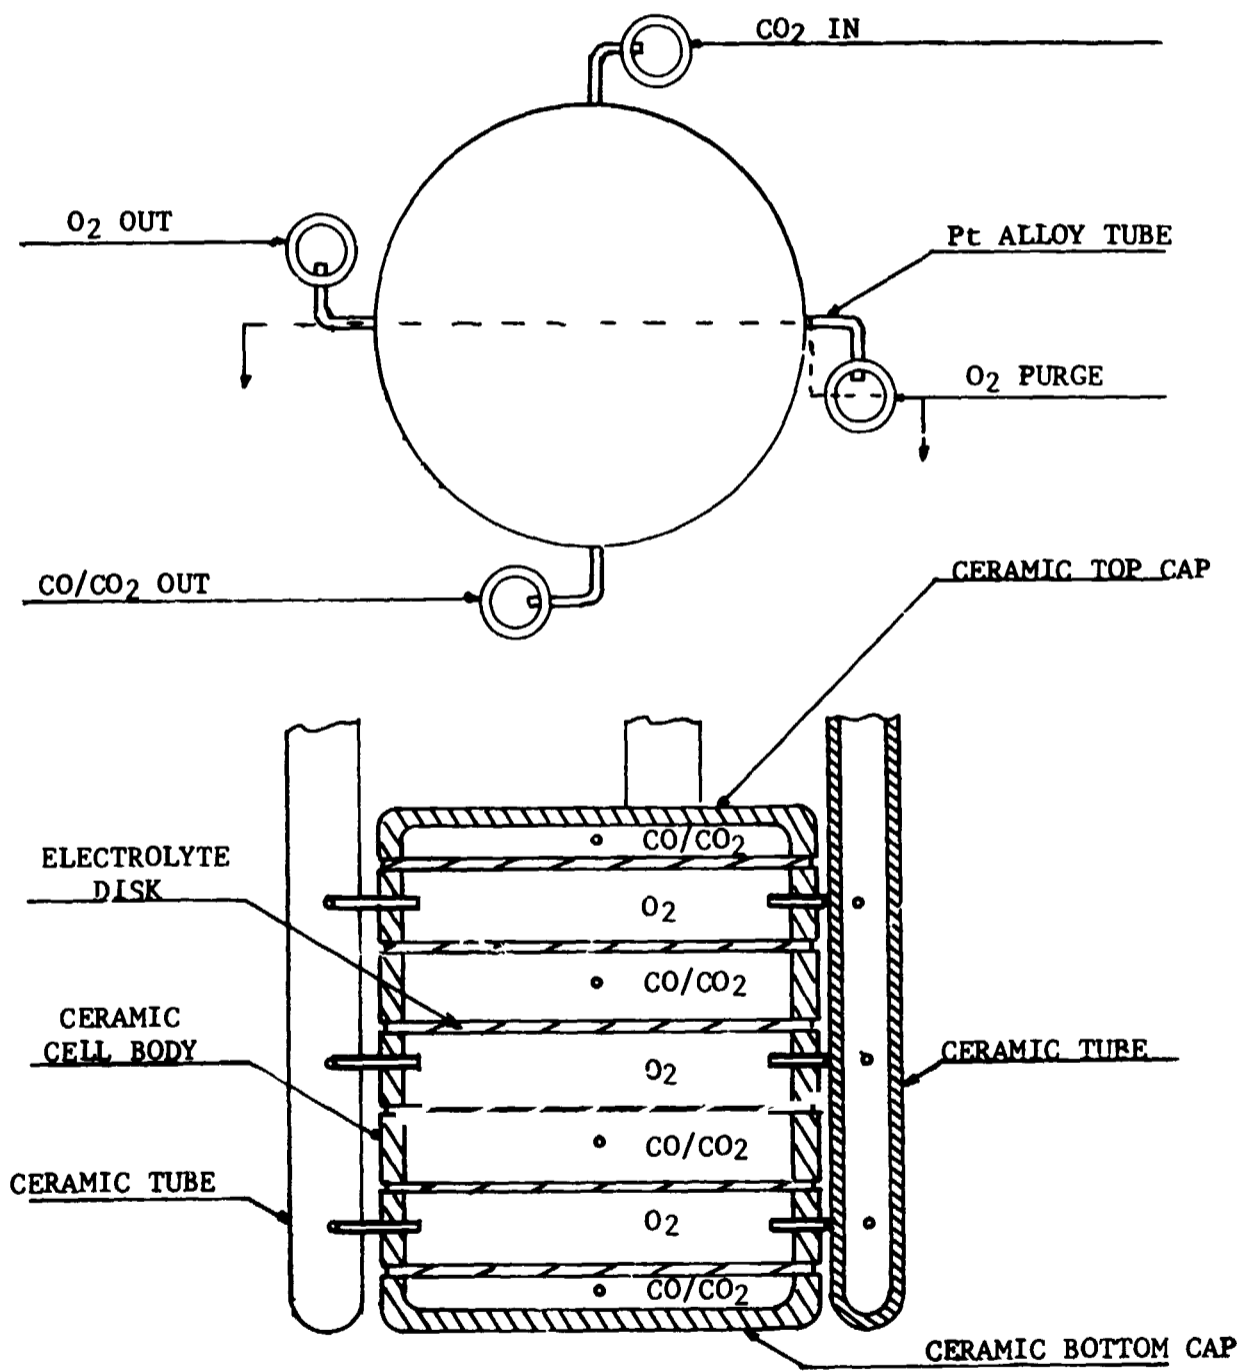 CO2 IN
O2 OUT
Pt ALLOY TUBE
O2 PURGE
CO/CO2 OUT
CERAMIC TOP CAP
CO/CO2
ELECTROLYTE
DISK
O2
CO/CO2
CERAMIC
CELL BODY
O2
CERAMIC TUBE
CO/CO2
CERAMIC TUBE
O2
CO/CO2
CERAMIC BOTTOM CAP